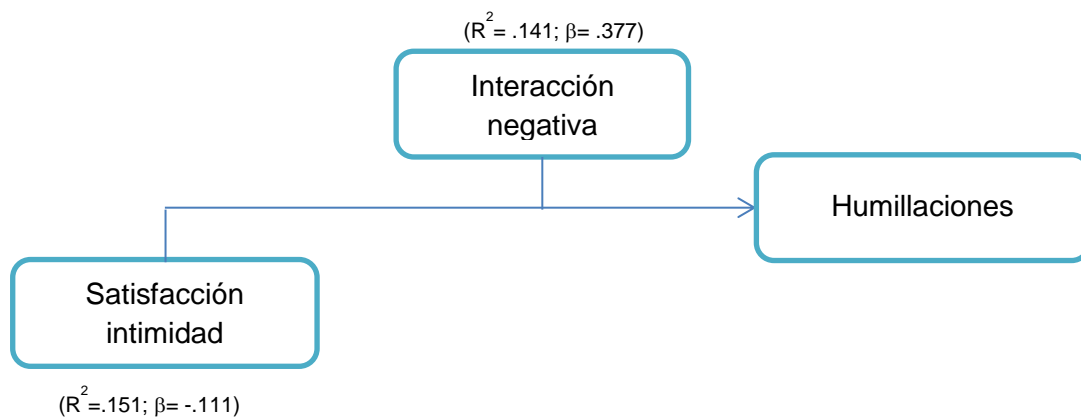 (R²= .141; β= .377)
Interacción
negativa
Humillaciones
Satisfacción
intimidad
(R²=.151; β= -.111)